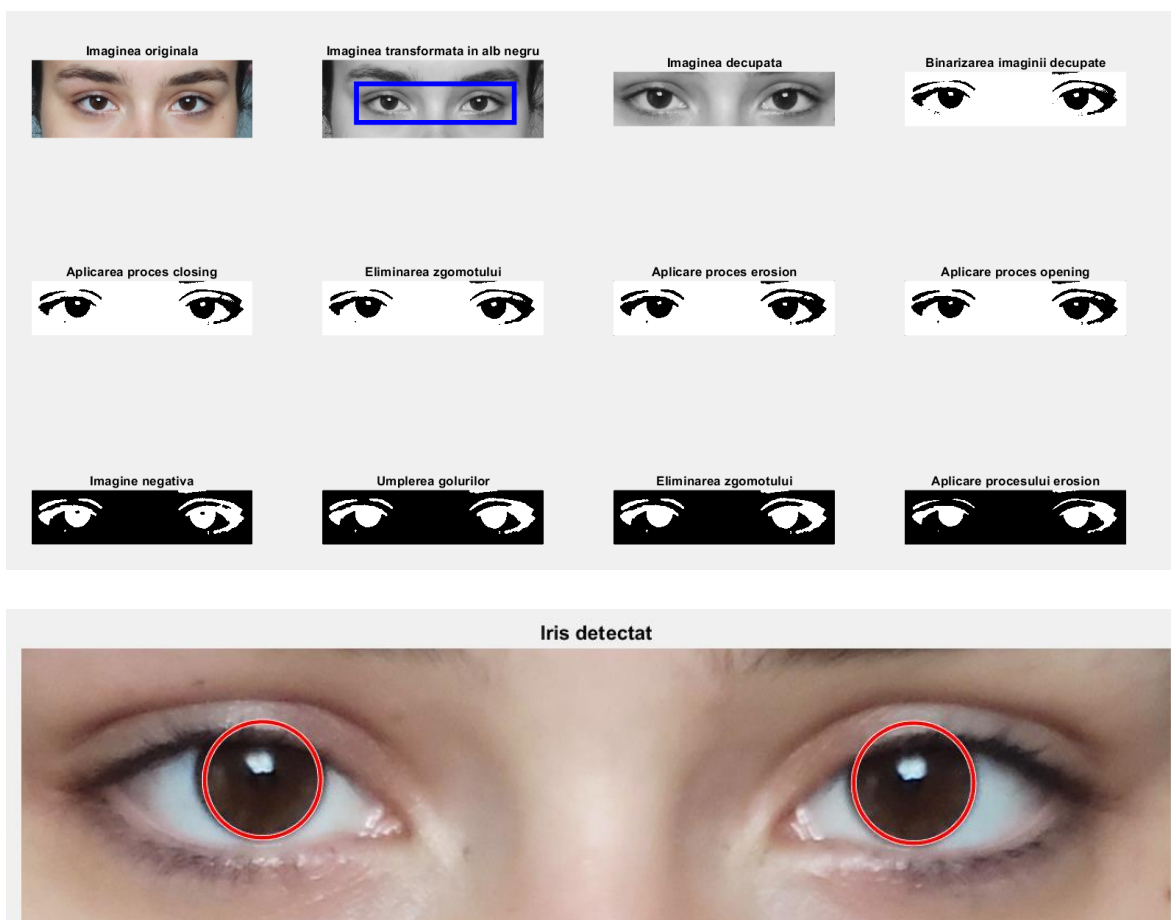 Imaginea originala
Imaginea transformata in alb negru
Imaginea decupata
Binarizarea imaginii decupate
Aplicarea proces closing
Eliminarea zgomotului
Aplicare proces erosion
Aplicare proces opening
Imagine negativa
Umplerea golurilor
Eliminarea zgomotului
Aplicare procesului erosion
Iris detectat